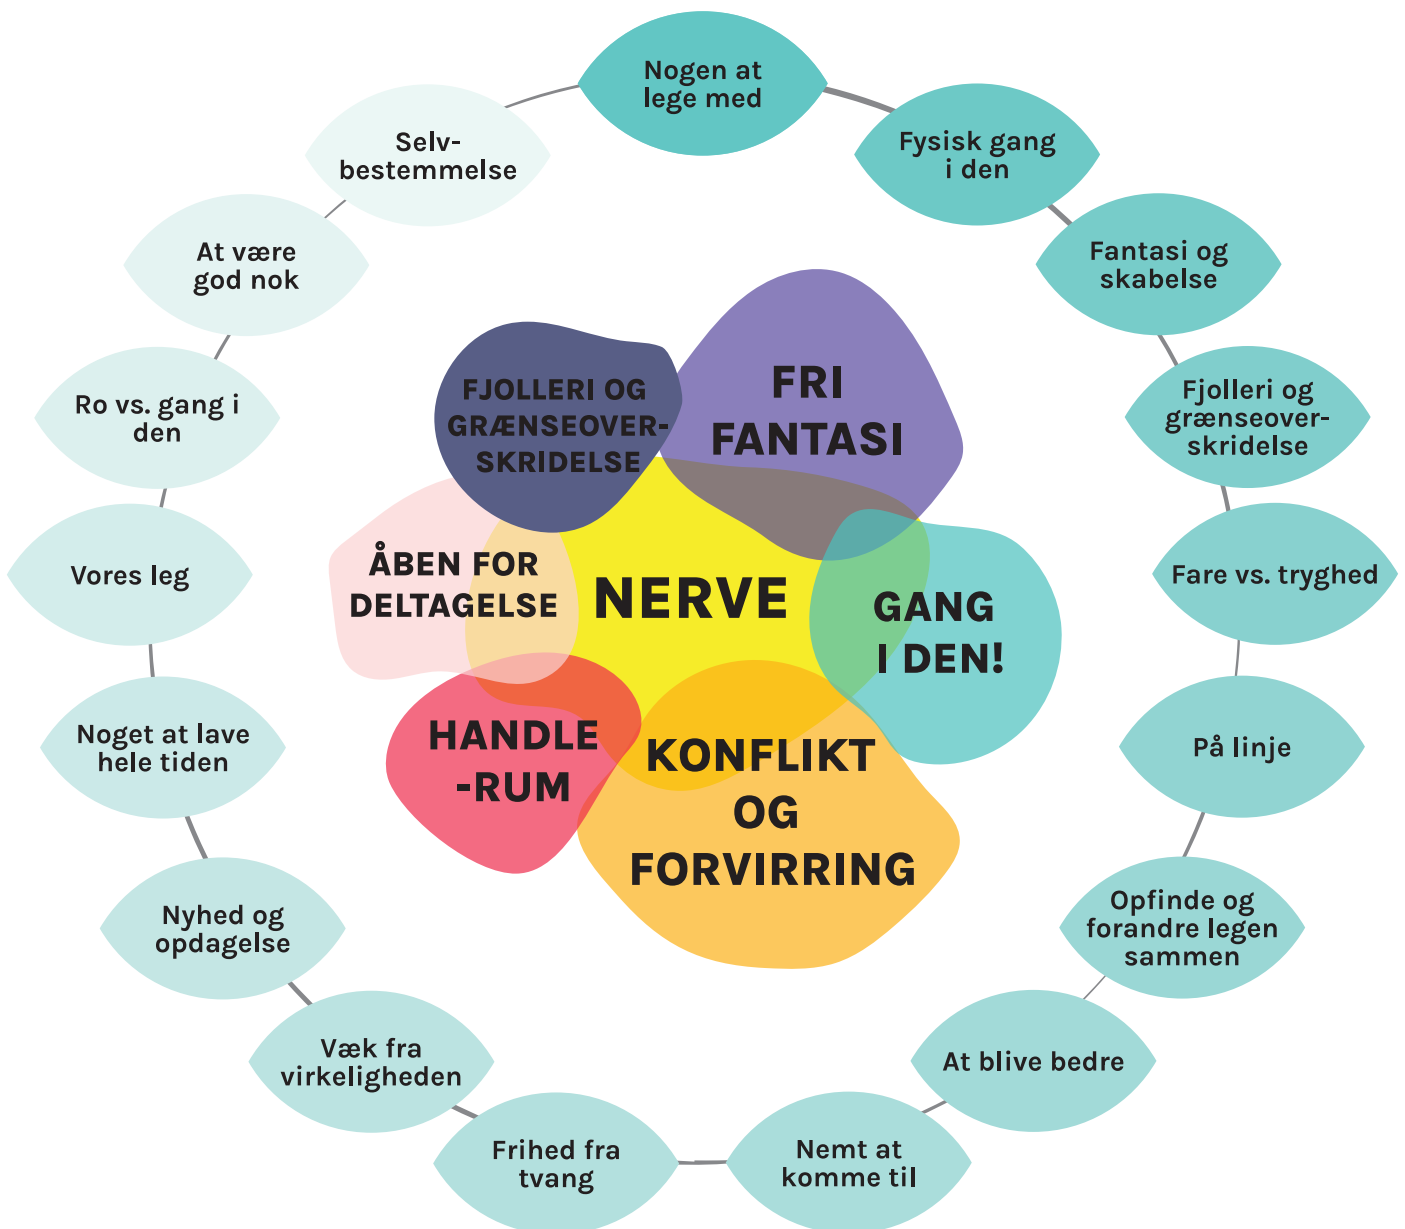 Nogen at
lege med
Fysisk gang
i den
Fantasi og
skabelse
Fjolleri og
grænseover-
skridelse
Fare vs. tryghed
På linje
Opfinde og
forandre legen
sammen
At blive bedre
Nemt at
komme til
Frihed fra
tvang
Væk fra
virkeligheden
Nyhed og
opdagelse
Noget at lave
hele tiden
Vores leg
Ro vs. gang i
den
At være
god nok
Selv-
bestemmelse
FJOLLERI OG
GRÆNSEOVER-
SKRIDELSE
FRI
FANTASI
ÅBEN FOR
DELTAGELSE
NERVE
GANG
I DEN!
HANDLE
-RUM
KONFLIKT
OG
FORVIRRING